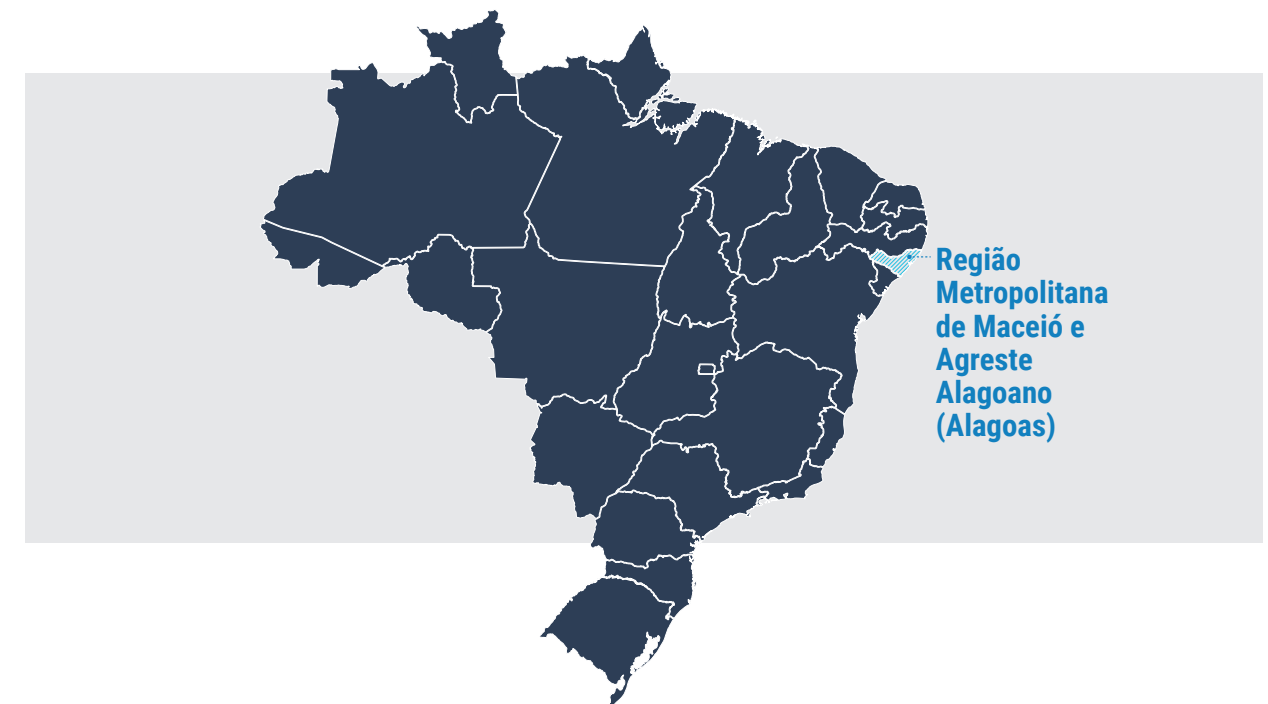 Região
Metropolitana
de Maceió e
Agreste
Alagoano
(Alagoas)